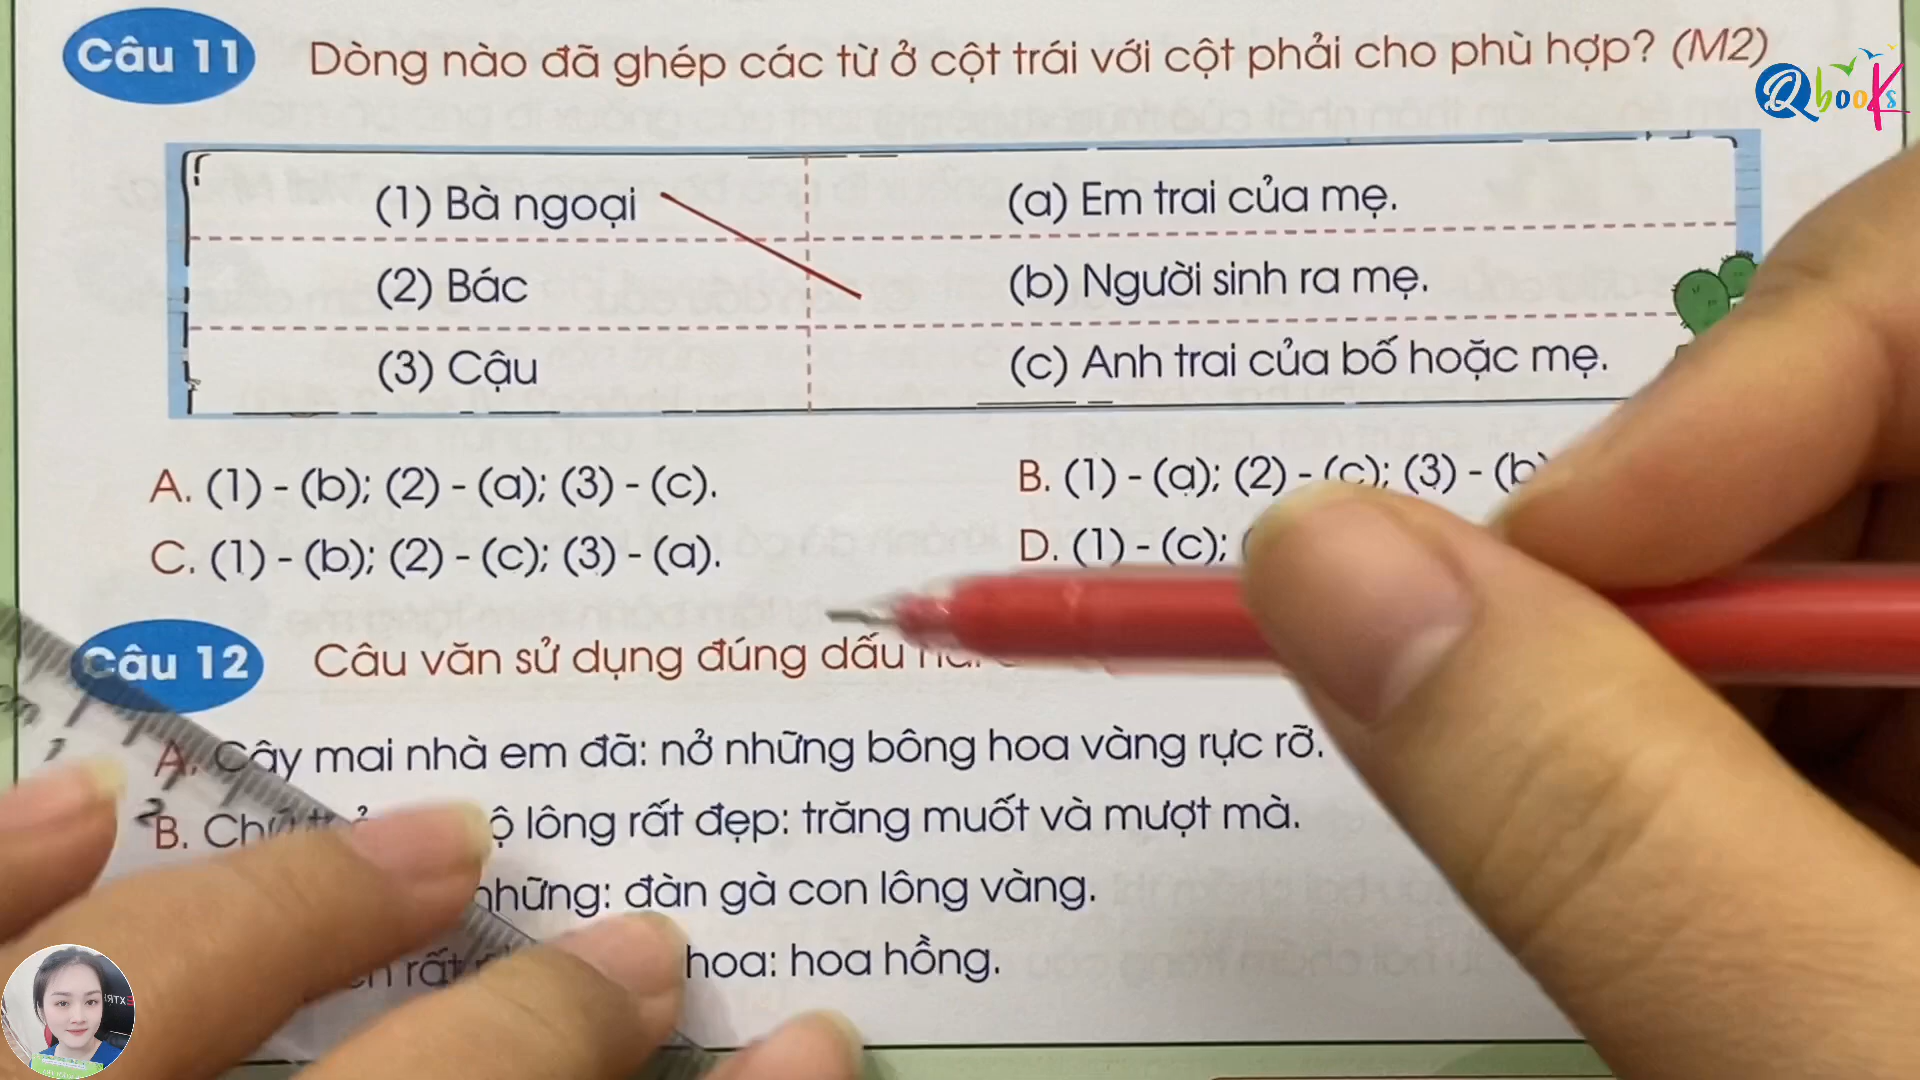 Câu 11 Dòng nào đã ghép các từ ở cột trái với cột phải cho phù hợp? (M2)
Qbooks
(1) Bà ngoại (a) Em trai của mẹ.
(2) Bác (b) Người sinh ra mẹ.
(3) Cậu (c) Anh trai của bố hoặc mẹ.
A. (1) - (b); (2) - (a); (3) - (c). B. (1) - (a); (2) - (c); (3) - (b)
C. (1) - (b); (2) - (c); (3) - (a). D. (1) - (c);
Câu 12 Câu văn sử dụng đúng dấu
A. Cây mai nhà em đã: nở những bông hoa vàng rực rỡ.
B. Chú lông rất đẹp: trăng muốt và mượt mà.
những: đàn gà con lông vàng.
rất hoa: hoa hồng.
1
2